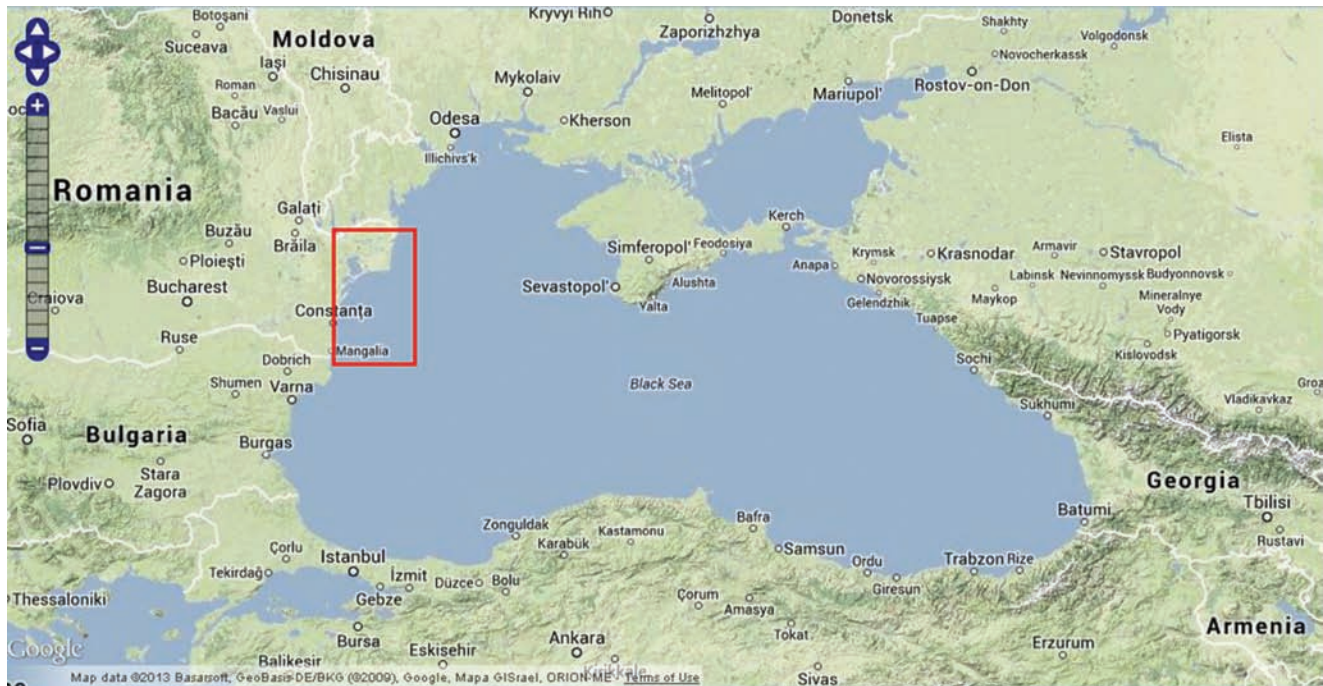 Botoşani
Suceava
Moldova
Iaşi
Chisinau
Roman
Bacău
Vaslui
Kryvyi Rih
Zaporizhzhya
Donetsk
Shakhty
Volgodonsk
Novocherkassk
Mykolaiv
Melitopol'
Mariupol'
Rostov-on-Don
Odesa
Kherson
Illichivs'k
Elista
Romania
Galaţi
Buzău
Brăila
Ploieşti
Bucharest
Craiova
Constanţa
Ruse
Mangalia
Dobrich
Kerch
Simferopol'
Feodosiya
Sevastopol'
Alushta
Yalta
Anapa
Krymsk
Krasnodar
Armavir
Stavropol
Novorossiysk
Labinsk
Nevinnomyssk
Budyonnovsk
Gelendzhik
Maykop
Mineralnye
Vody
Tuapse
Pyatigorsk
Kislovodsk
Sochi
Shumen
Varna
Black Sea
Sukhumi
Vladikavkaz
Groz
Sofia
Bulgaria
Burgas
Plovdiv
Stara
Zagora
Georgia
Tbilisi
Batumi
Rustavi
Zonguldak
Kastamonu
Karabük
Bafra
Samsun
Ordu
Giresun
Trabzon
Rize
Çorlu
Istanbul
Tekirdağ
İzmit
Gebze
Düzce
Bolu
Thessaloniki
Çorum
Amasya
Tokat
Armenia
Bursa
Eskişehir
Ankara
Erzurum
Google
Balıkesir
Kırıkkale
Sivas
Map data ©2013 Basarsoft, GeoBasis-DE/BKG (©2009), Google, Mapa GISrael, ORION-ME
Terms of Use